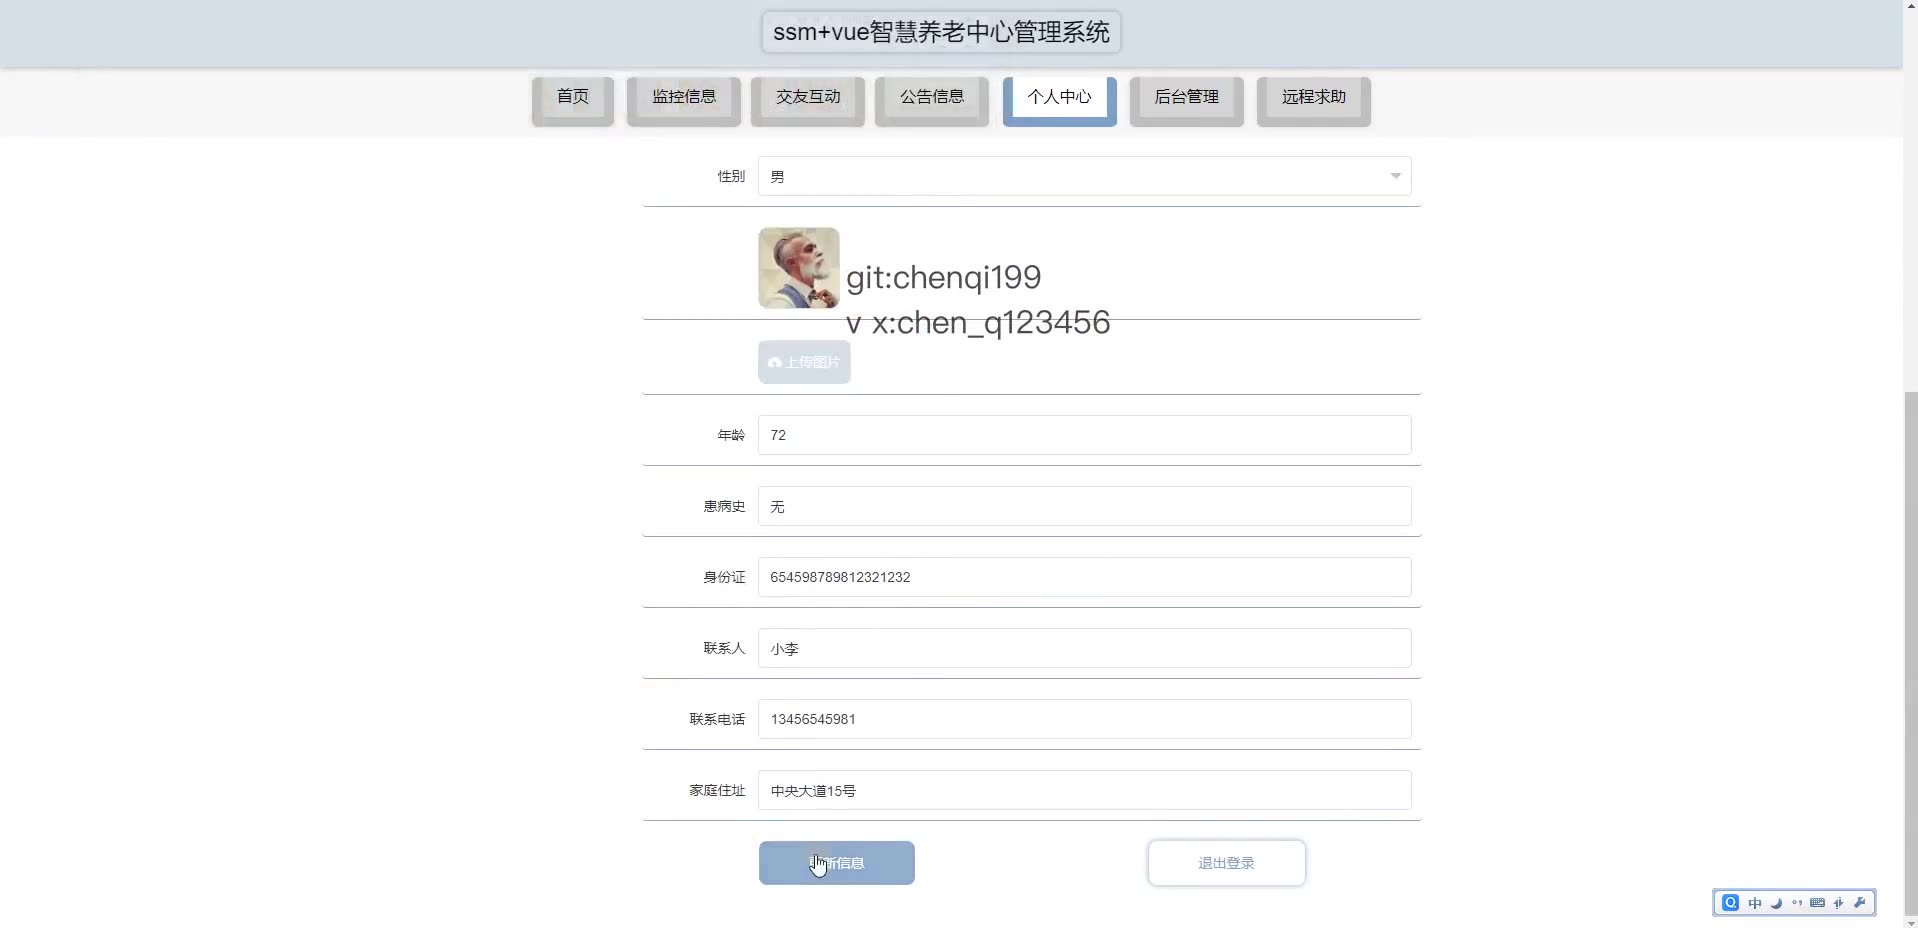 ssm+vue智慧养老中心管理系统
首页 监控信息 交友互动 公告信息 个人中心 后台管理 远程求助
性别 男
git:chenqi199
v x:chen_q123456
上传图片
年龄 72
患病史 无
身份证 654598789812321232
联系人 小李
联系电话 13456545981
家庭住址 中央大道15号
新信息 退出登录
中